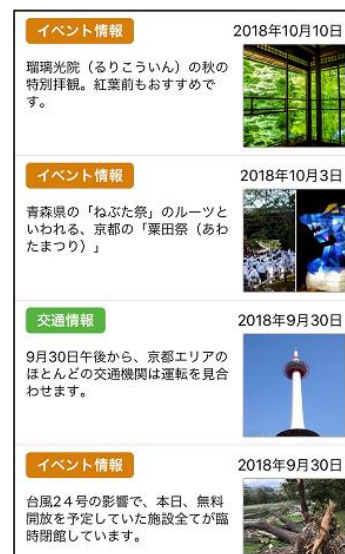 イベント情報 2018年10月10日
瑠璃光院（るりこういん）の秋の
特別拝観。紅葉前もおすすめで
す。
イベント情報 2018年10月3日
青森県の「ねぶた祭」のルーツと
いわれる、京都の「粟田祭（あわ
たまつり）」
交通情報 2018年9月30日
9月30日午後から、京都エリアの
ほとんどの交通機関は運転を見合
わせます。
イベント情報 2018年9月30日
台風24号の影響で、本日、無料
開放を予定していた施設全てが臨
時閉館しています。